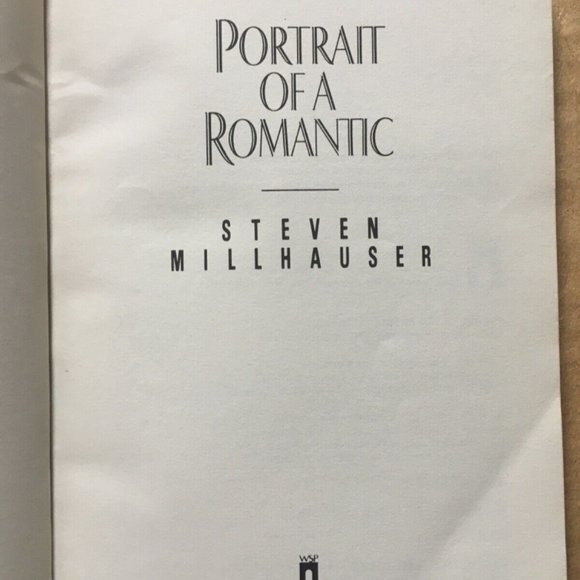 PORTRAIT
OF A
ROMANTIC
STEVEN
MILLHAUSER
WSP